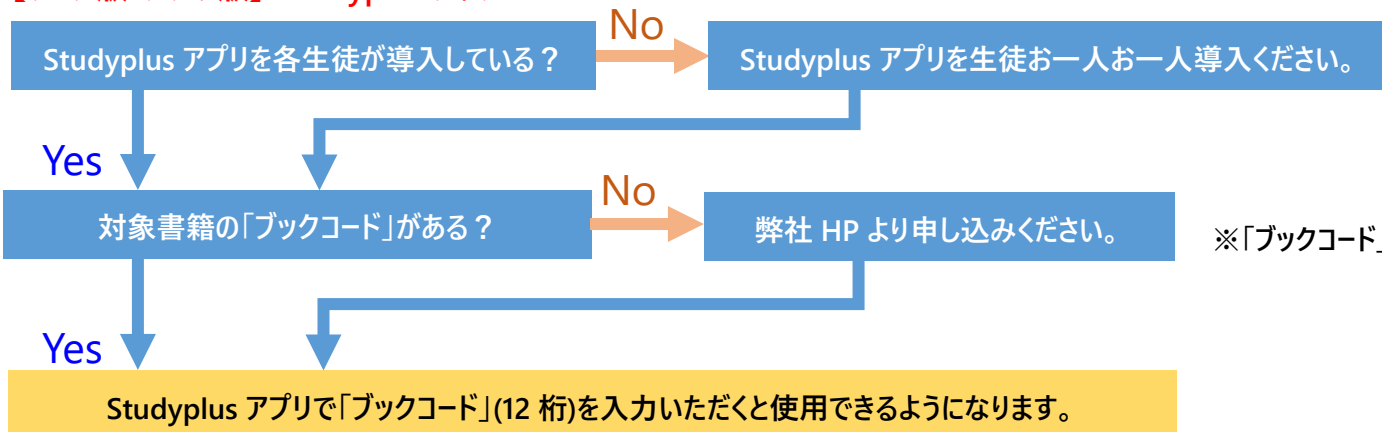 No
Studyplus アプリを各生徒が導入している？
Studyplus アプリを生徒お一人お一人導入ください。
Yes
No
対象書籍の「ブックコード」がある？
弊社 HP より申し込みください。
※「ブックコード」
Yes
Studyplus アプリで「ブックコード」(12 桁)を入力いただくと使用できるようになります。